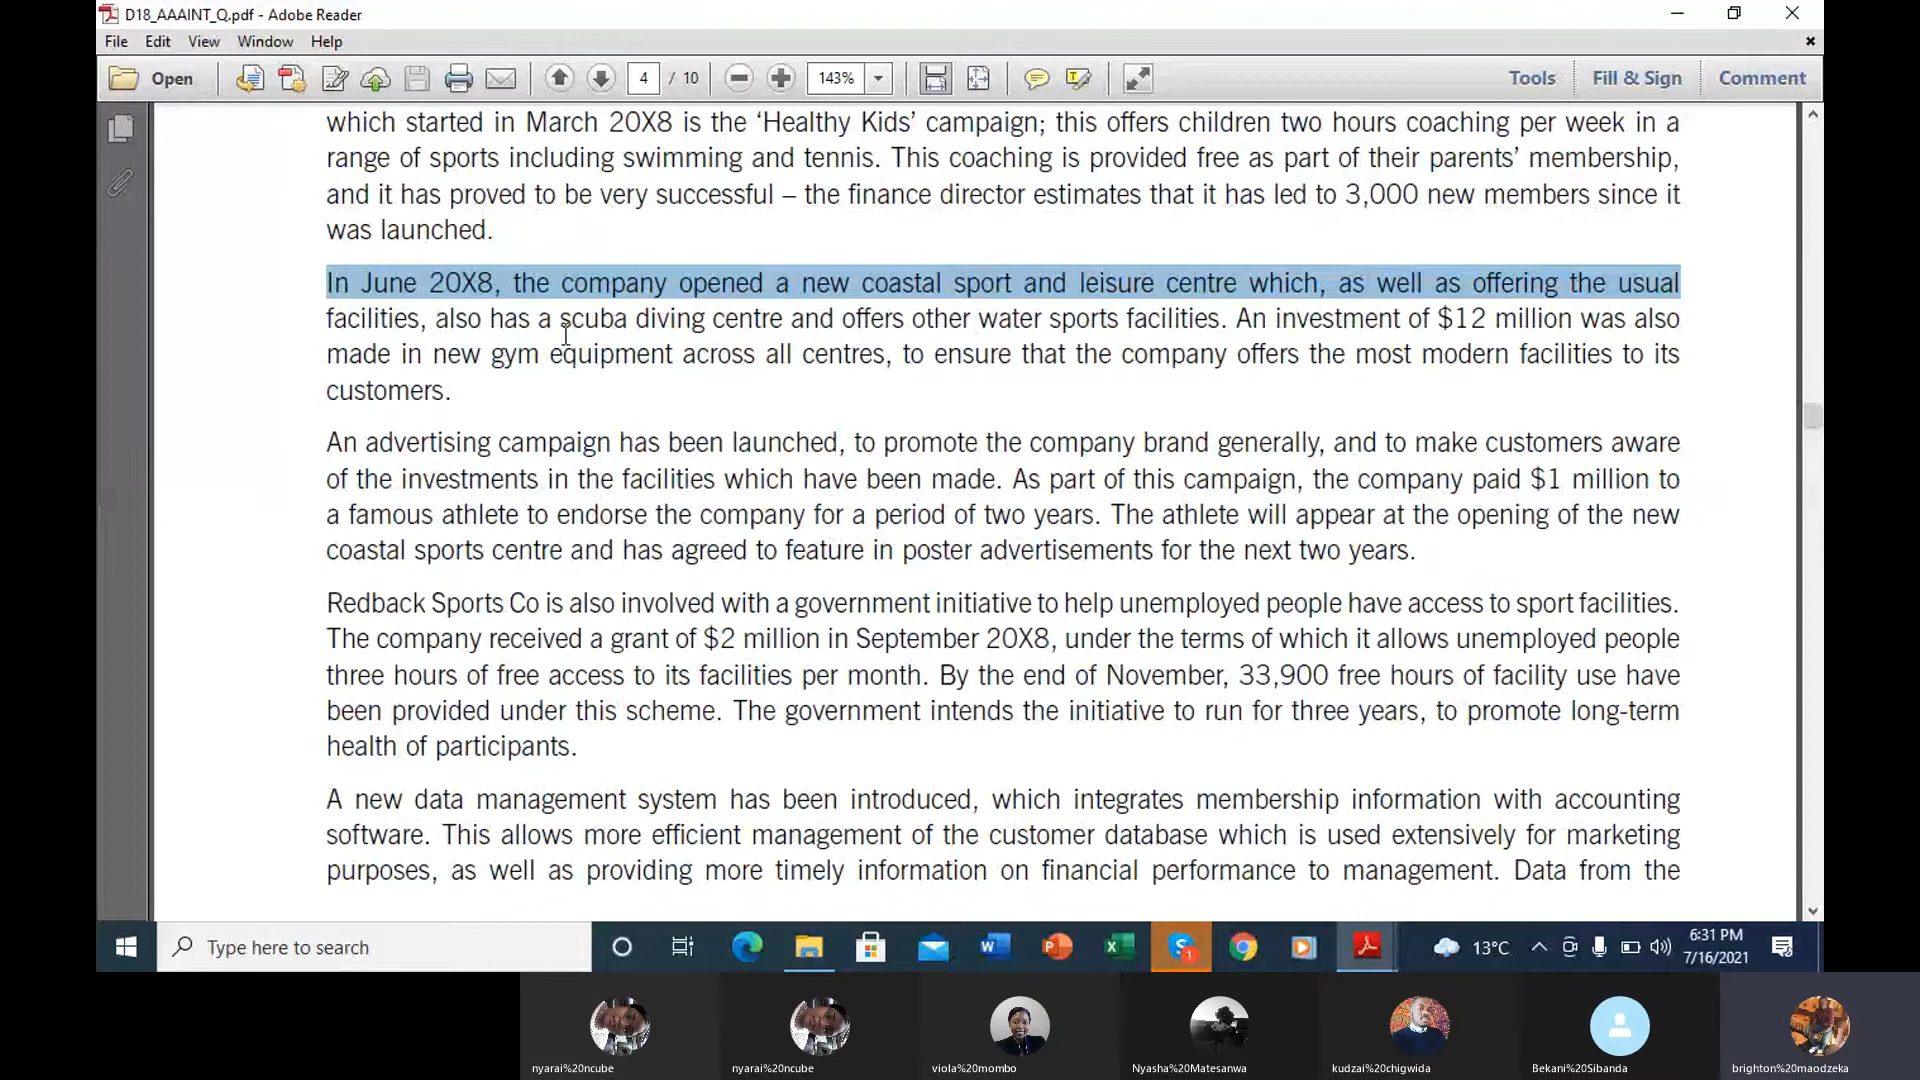 D18_AAAINT_Q.pdf - Adobe Reader
File Edit View Window Help
Open 4 / 10 143% Tools Fill & Sign Comment
which started in March 20X8 is the ‘Healthy Kids’ campaign; this offers children two hours coaching per week in a
range of sports including swimming and tennis. This coaching is provided free as part of their parents’ membership,
and it has proved to be very successful – the finance director estimates that it has led to 3,000 new members since it
was launched.
In June 20X8, the company opened a new coastal sport and leisure centre which, as well as offering the usual
facilities, also has a scuba diving centre and offers other water sports facilities. An investment of $12 million was also
made in new gym equipment across all centres, to ensure that the company offers the most modern facilities to its
customers.
An advertising campaign has been launched, to promote the company brand generally, and to make customers aware
of the investments in the facilities which have been made. As part of this campaign, the company paid $1 million to
a famous athlete to endorse the company for a period of two years. The athlete will appear at the opening of the new
coastal sports centre and has agreed to feature in poster advertisements for the next two years.
Redback Sports Co is also involved with a government initiative to help unemployed people have access to sport facilities.
The company received a grant of $2 million in September 20X8, under the terms of which it allows unemployed people
three hours of free access to its facilities per month. By the end of November, 33,900 free hours of facility use have
been provided under this scheme. The government intends the initiative to run for three years, to promote long-term
health of participants.
A new data management system has been introduced, which integrates membership information with accounting
software. This allows more efficient management of the customer database which is used extensively for marketing
purposes, as well as providing more timely information on financial performance to management. Data from the
Type here to search 13°C 6:31 PM
7/16/2021
nyarai%20ncube nyarai%20ncube viola%20mombo Nyasha%20Matesanwa kudzai%20chigwida Bekani%20Sibanda brighton%20maodzeka